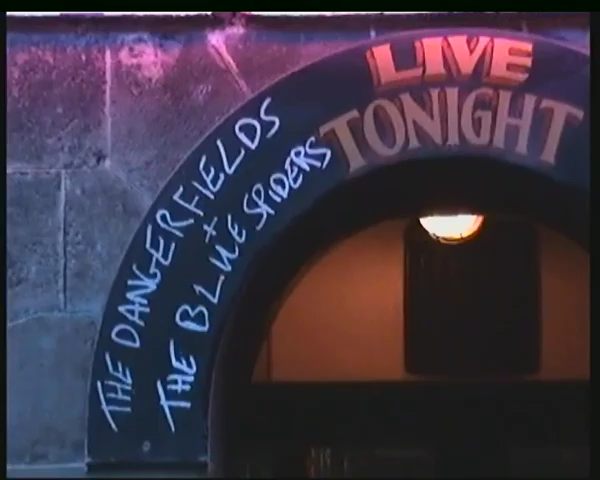 LIVE
TONIGHT
THE DANGERFIELDS
+
THE BLUE SPIDERS